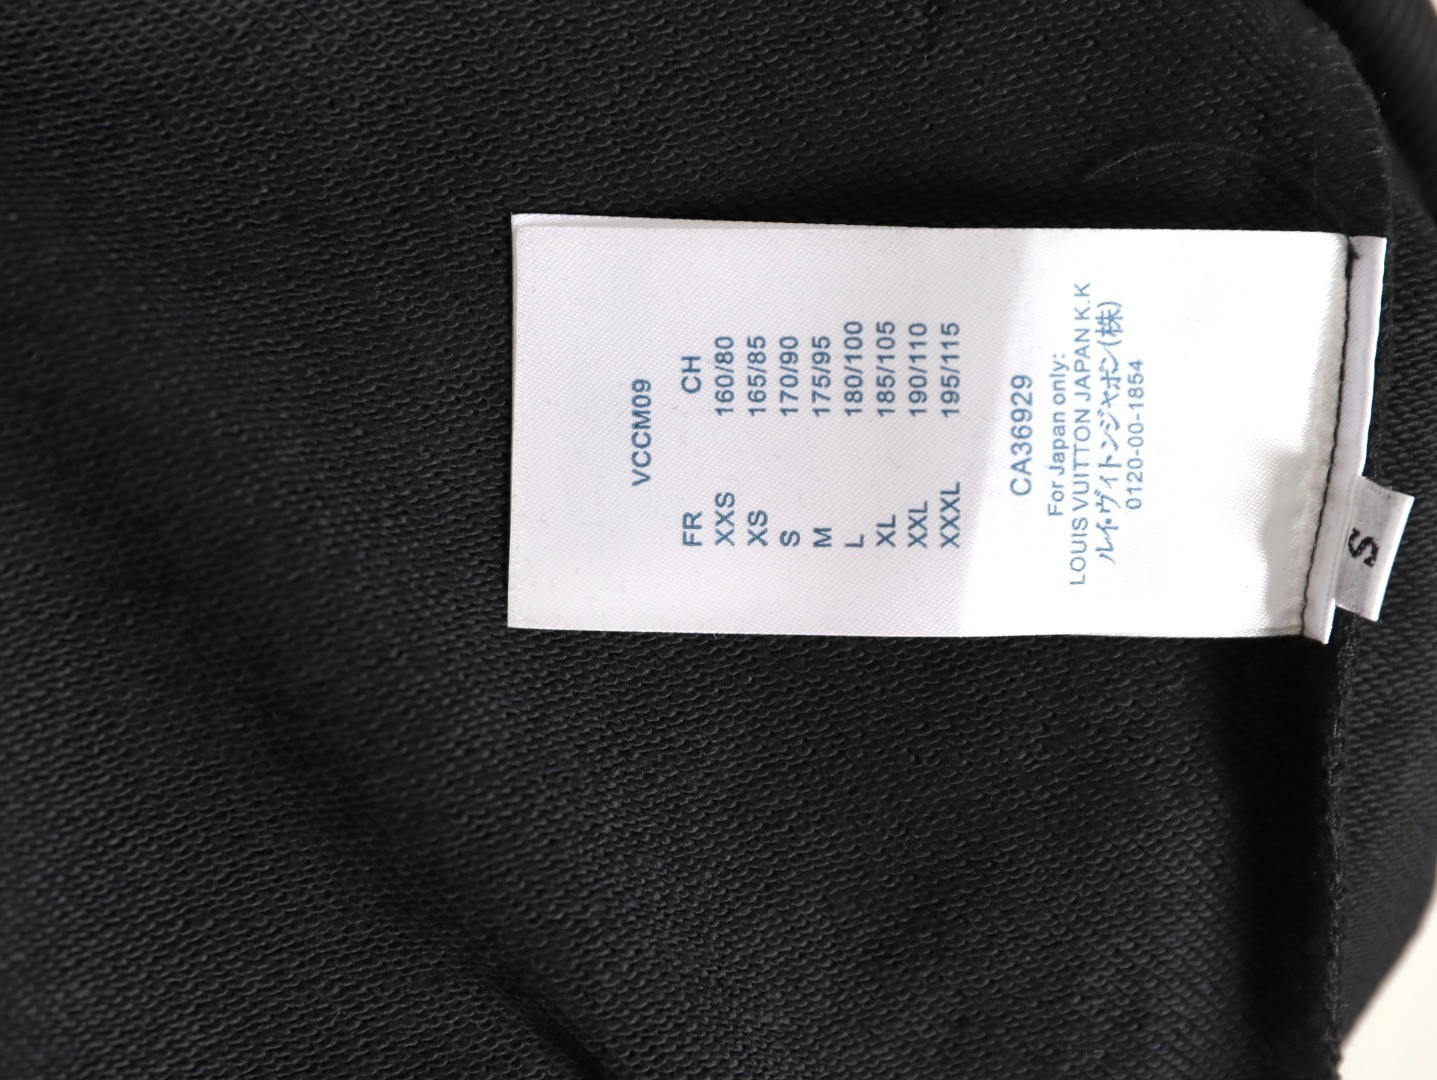 VCCM09
FR CH
XXS 160/80
XS 165/85
S 170/90
M 175/95
L 180/100
XL 185/105
XXL 190/110
XXXL 195/115
CA36929
For Japan only:
LOUIS VUITTON JAPAN K.K
ルイ・ヴィトンジャポン(株)
0120-00-1854
S